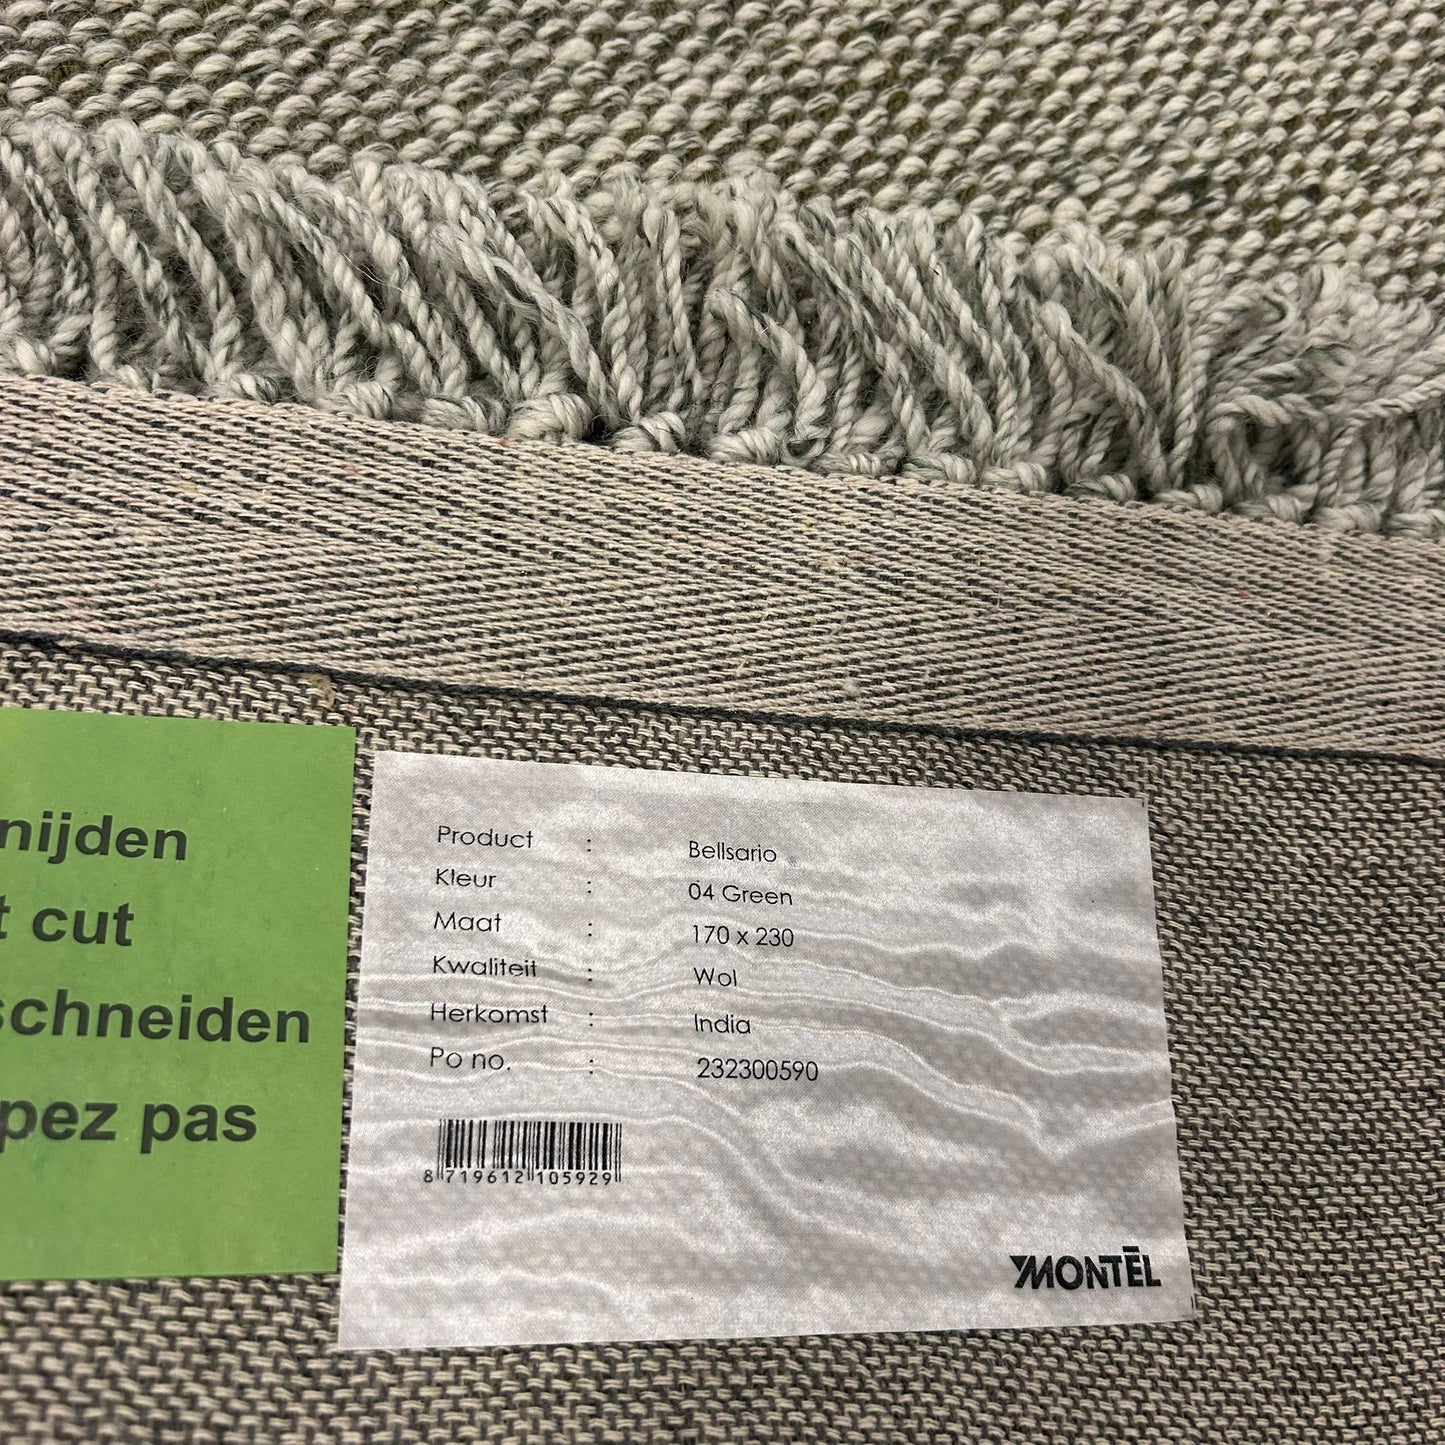 nijden
t cut
schneiden
pez pas
Product : Bellsario
Kleur : 04 Green
Maat : 170 x 230
Kwaliteit : Wol
Herkomst : India
Po no. : 232300590
8 719612 105929
MONTĒL